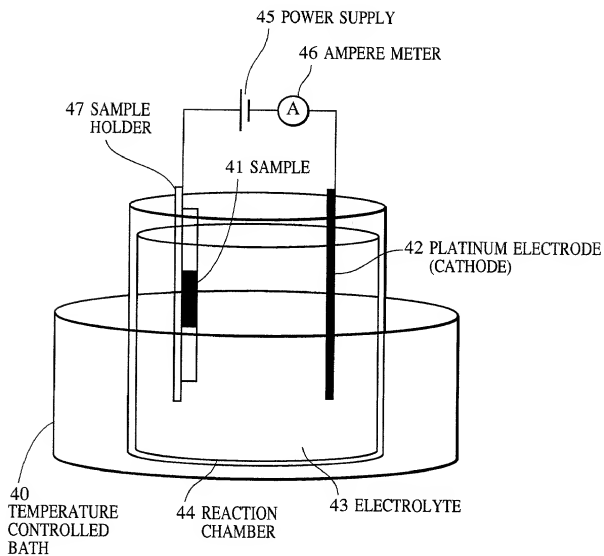 45 POWER SUPPLY
46 AMPERE METER
A
47 SAMPLE
HOLDER
41 SAMPLE
42 PLATINUM ELECTRODE
(CATHODE)
40
TEMPERATURE
CONTROLLED
BATH
44 REACTION
CHAMBER
43 ELECTROLYTE